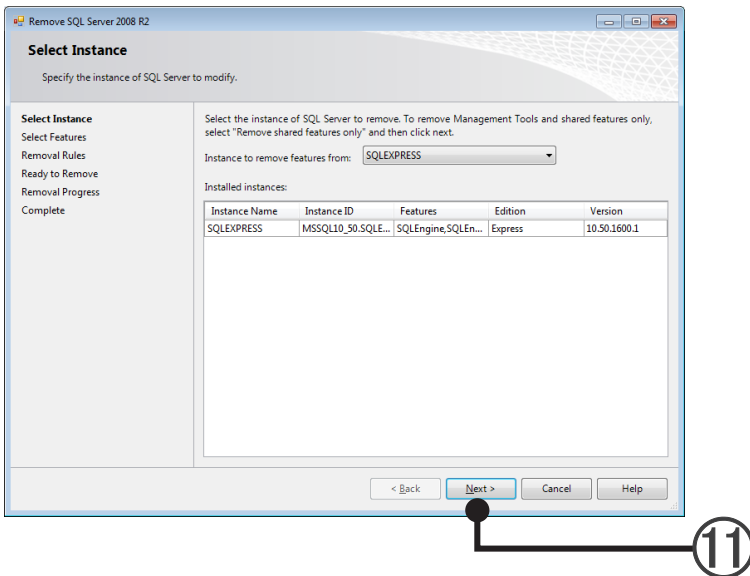 Remove SQL Server 2008 R2
Select Instance
Specify the instance of SQL Server to modify.
Select Instance
Select Features
Removal Rules
Ready to Remove
Removal Progress
Complete
Select the instance of SQL Server to remove. To remove Management Tools and shared features only,
select "Remove shared features only" and then click next.
Instance to remove features from: SQLEXPRESS
Installed instances:
Instance Name Instance ID Features Edition Version
SQLEXPRESS MSSQL10_50.SQLE... SQLEngine,SQLEn... Express 10.50.1600.1
< Back Next > Cancel Help
⑪